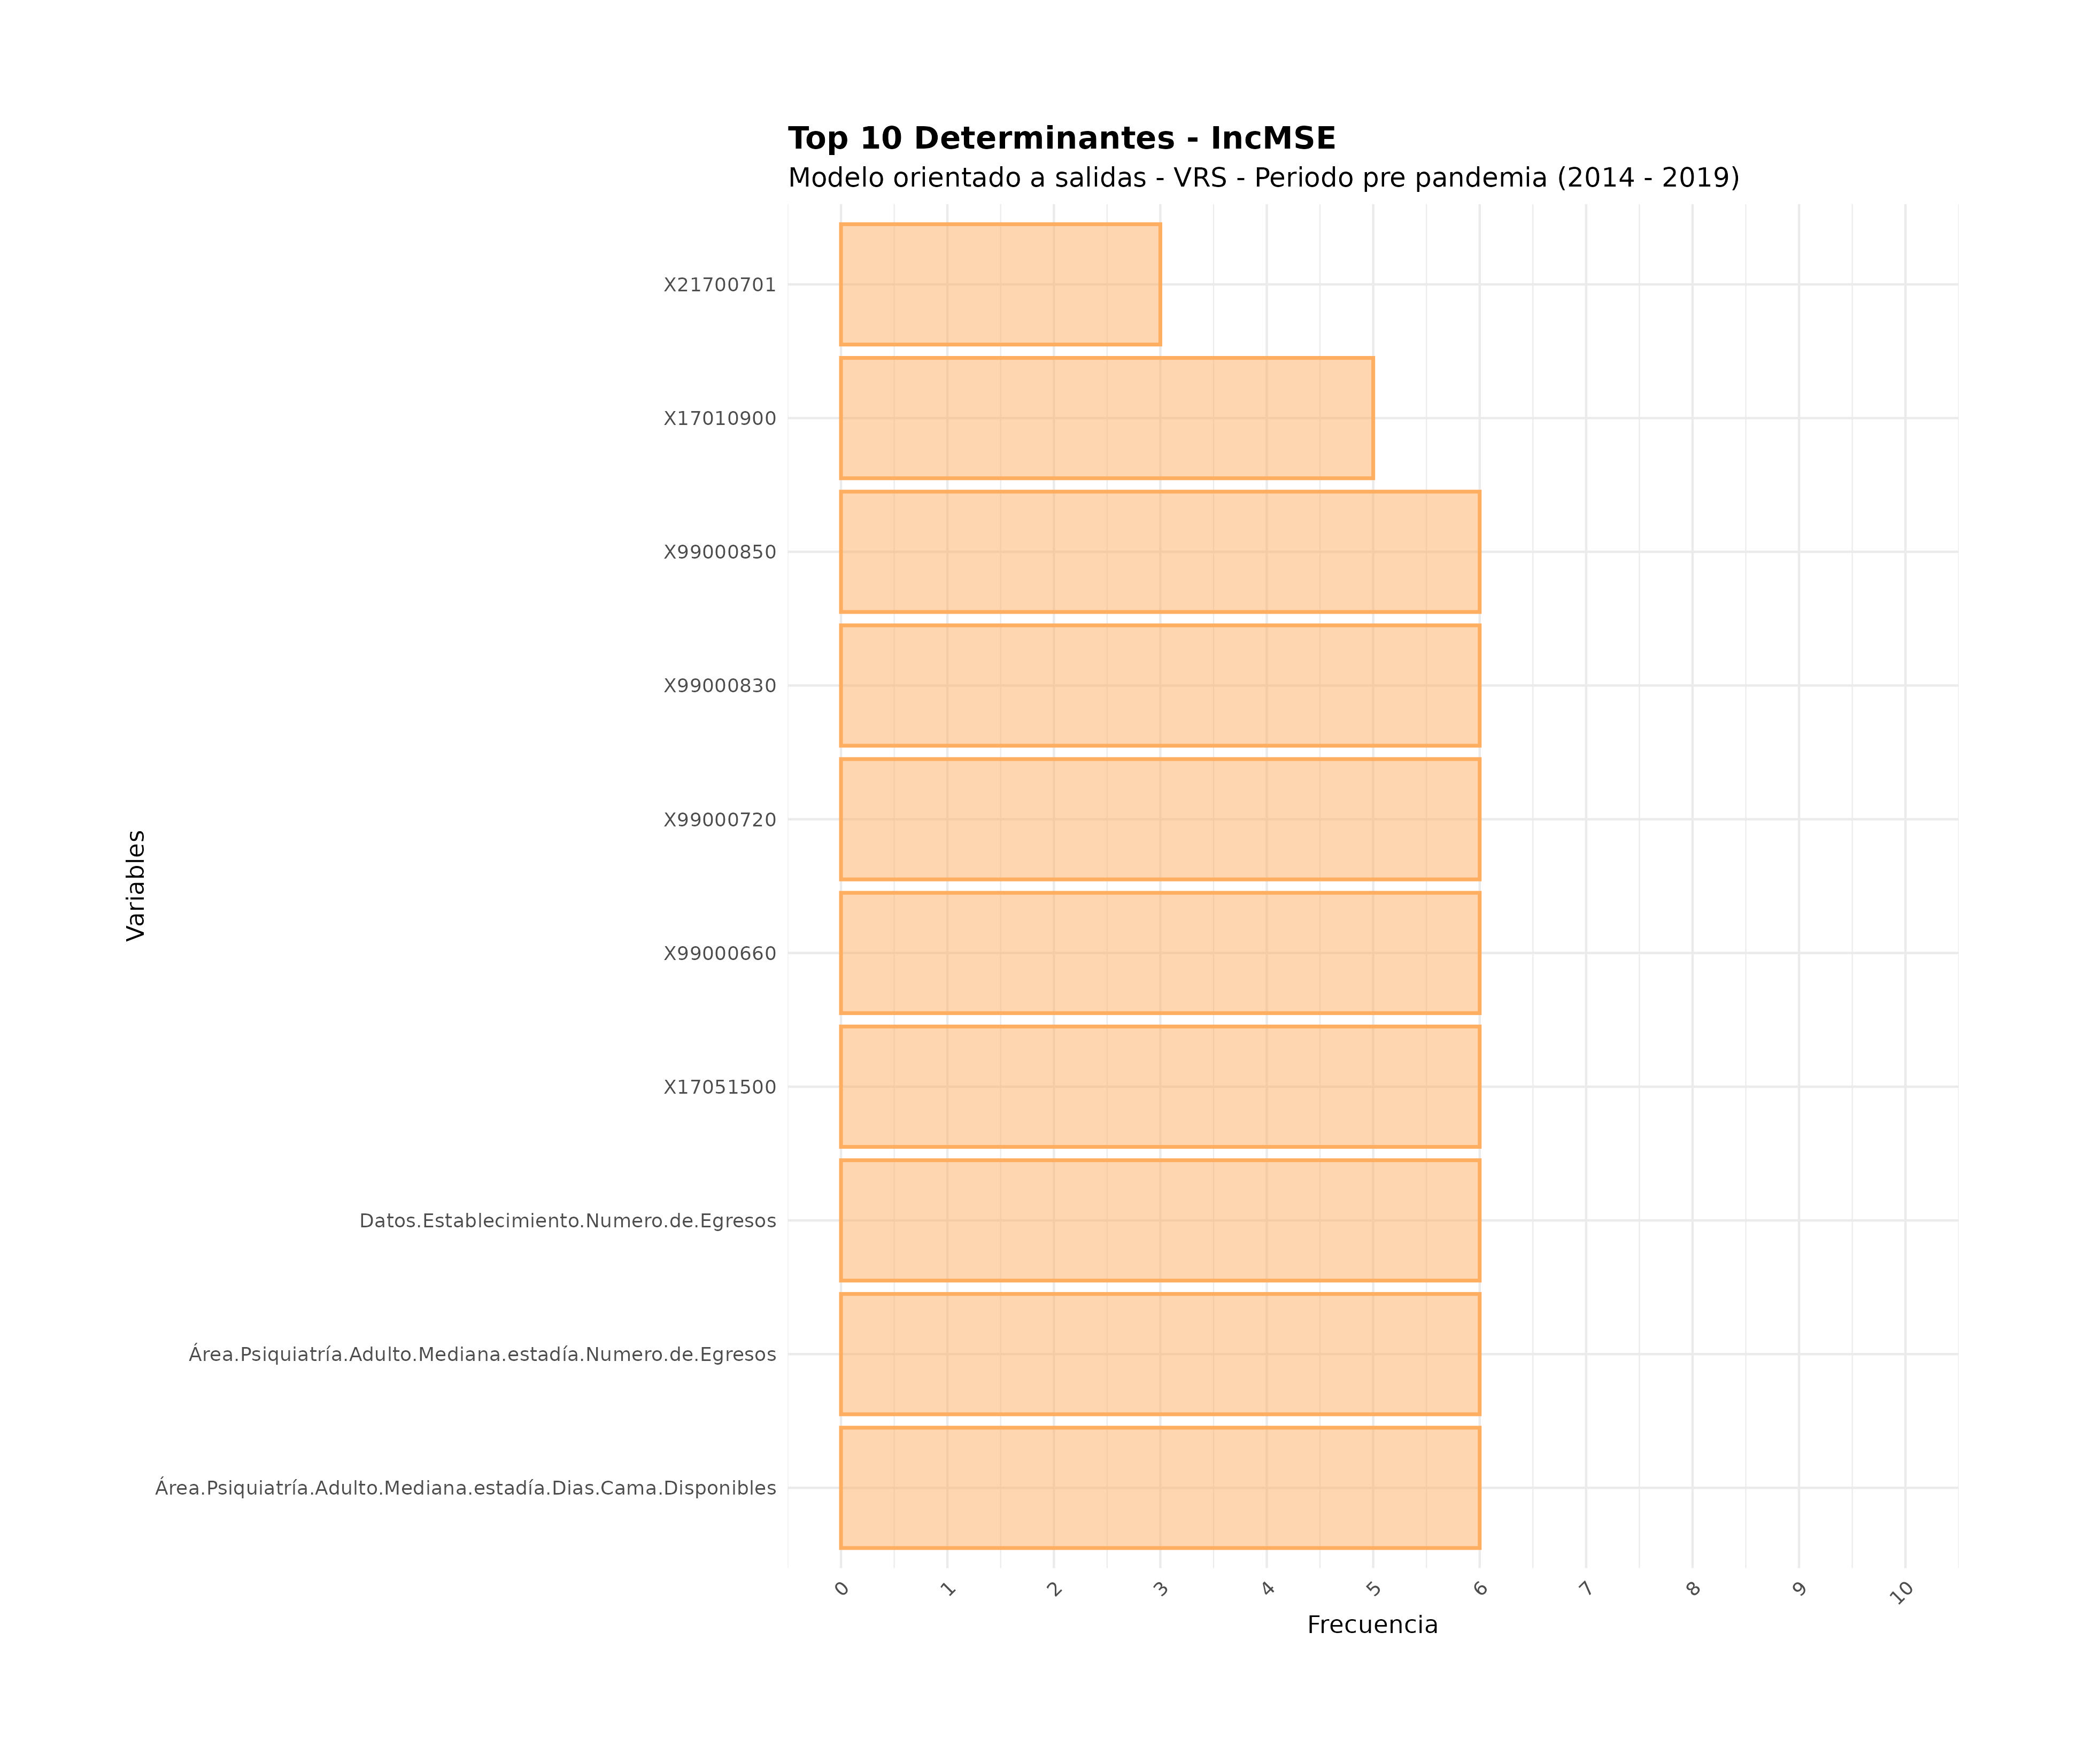 Top 10 Determinantes - IncMSE
Modelo orientado a salidas - VRS - Periodo pre pandemia (2014 - 2019)
X21700701
X17010900
X99000850
X99000830
X99000720
X99000660
X17051500
Datos.Establecimiento.Numero.de.Egresos
Área.Psiquiatría.Adulto.Mediana.estadía.Numero.de.Egresos
Área.Psiquiatría.Adulto.Mediana.estadía.Dias.Cama.Disponibles
Variables
0 1 2 3 4 5 6 7 8 9 10
Frecuencia